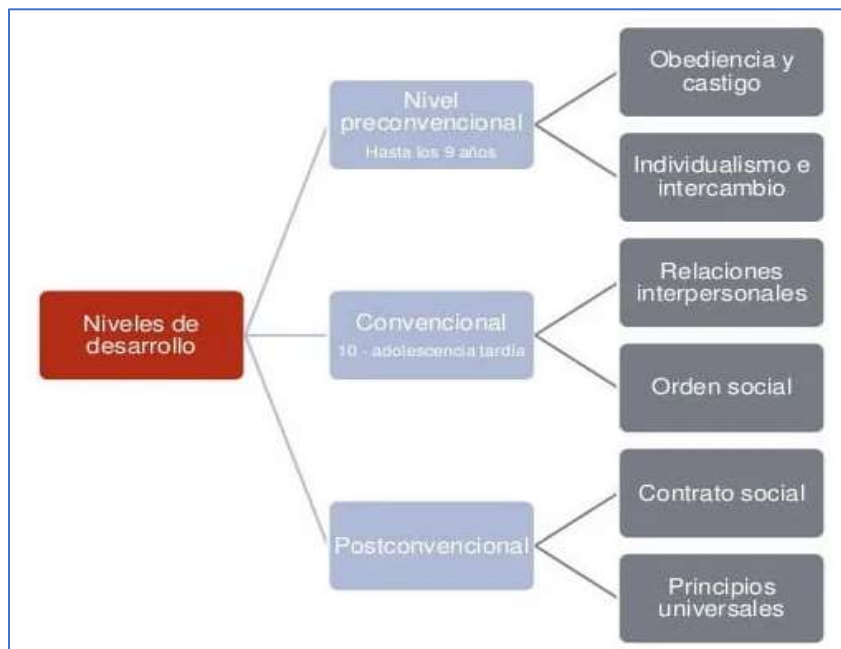 Niveles de
desarrollo
Nivel
preconvencional
Hasta los 9 años
Obediencia y
castigo
Individualismo e
intercambio
Convencional
10 - adolescencia tardía
Relaciones
interpersonales
Orden social
Postconvencional
Contrato social
Principios
universales